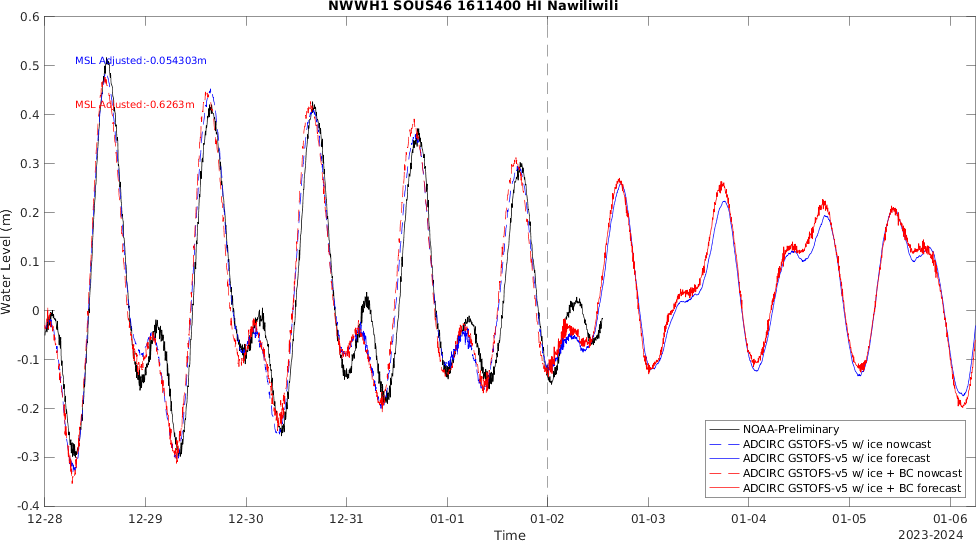 NWWH1 SOUS46 1611400 HI Nawiliwili
0.6
0.5
0.4
0.3
0.2
0.1
0
-0.1
-0.2
-0.3
-0.4
Water Level (m)
MSL Adjusted:-0.054303m
MSL Adjusted:-0.6263m
NOAA-Preliminary
ADCIRC GSTOFS-v5 w/ ice nowcast
ADCIRC GSTOFS-v5 w/ ice forecast
ADCIRC GSTOFS-v5 w/ice + BC nowcast
ADCIRC GSTOFS-v5 w/ice + BC forecast
12-28 12-29 12-30 12-31 01-01 01-02 01-03 01-04 01-05 01-06
Time
2023-2024